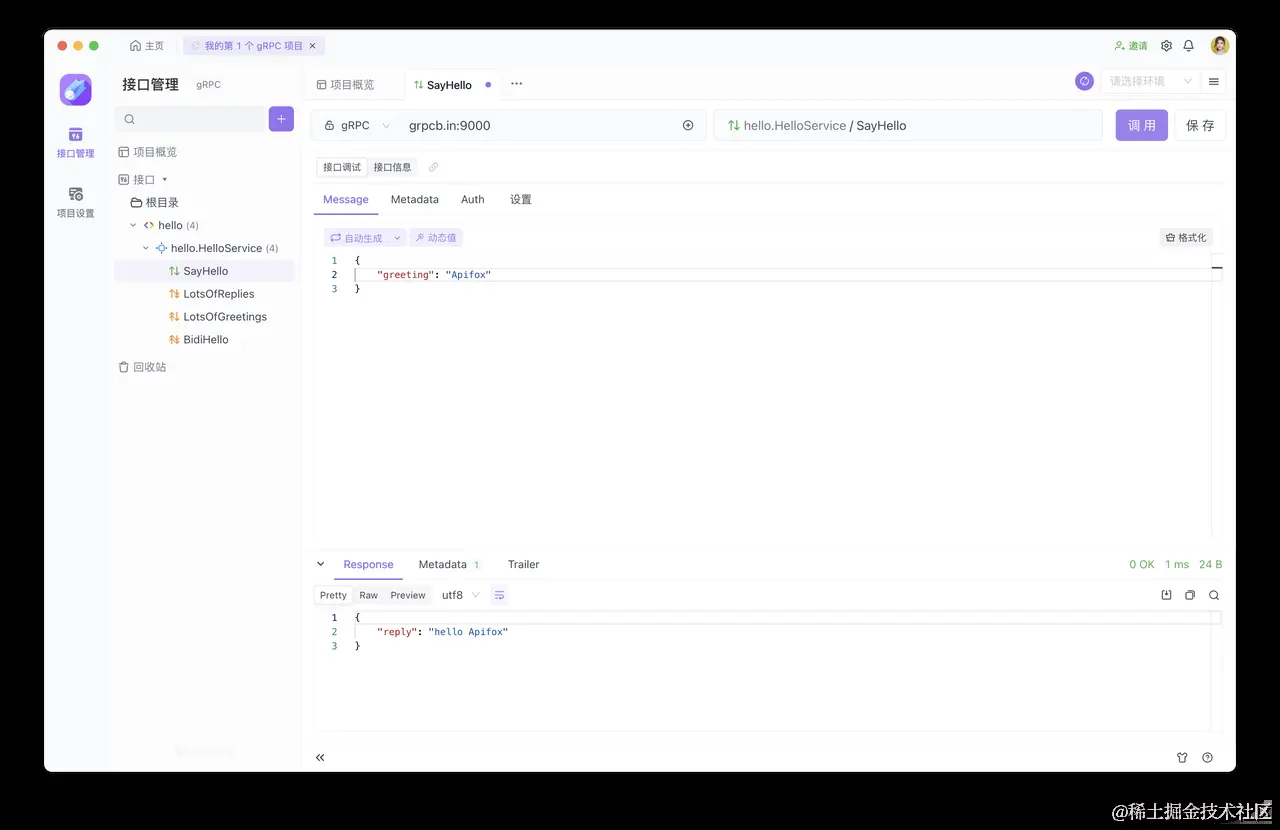 主页
我的第 1 个 gRPC 项目
邀请
接口管理 gRPC
项目概览
SayHello
请选择环境
接口管理
项目设置
项目概览
接口
根目录
hello (4)
hello.HelloService (4)
SayHello
LotsOfReplies
LotsOfGreetings
BidiHello
回收站
gRPC grpcb.in:9000
hello.HelloService / SayHello
调 用
保 存
接口调试 接口信息
Message Metadata Auth 设置
自动生成 动态值 格式化
1 {
2 "greeting": "Apifox"
3 }
Response Metadata 1 Trailer 0 OK 1 ms 24 B
Pretty Raw Preview utf8
1 {
2 "reply": "hello Apifox"
3 }
@稀土掘金技术社区